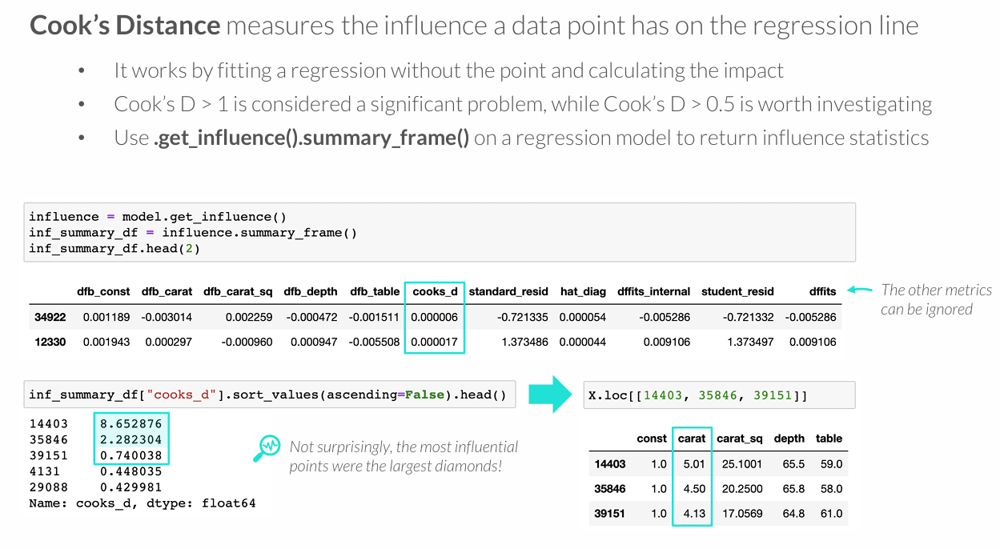 Cook's Distance measures the influence a data point has on the regression line
• It works by fitting a regression without the point and calculating the impact
• Cook's D > 1 is considered a significant problem, while Cook's D > 0.5 is worth investigating
• Use .get_influence().summary_frame() on a regression model to return influence statistics
influence = model.get_influence()
inf_summary_df = influence.summary_frame()
inf_summary_df.head(2)
dfb_const dfb_carat dfb_carat_sq dfb_depth dfb_table cooks_d standard_resid hat_diag dffits_internal student_resid dffits
34922 0.001189 -0.003014 0.002259 -0.000472 -0.001511 0.000006 -0.721335 0.000054 -0.005286 -0.721332 -0.005286
12330 0.001943 0.000297 -0.000960 0.000947 -0.005508 0.000017 1.373486 0.000044 0.009106 1.373497 0.009106
The other metrics
can be ignored
inf_summary_df["cooks_d"].sort_values(ascending=False).head()
14403 8.652876
35846 2.282304
39151 0.740038
4131 0.448035
29088 0.429981
Name: cooks_d, dtype: float64
Not surprisingly, the most influential
points were the largest diamonds!
X.loc[[14403, 35846, 39151]]
const carat carat_sq depth table
14403 1.0 5.01 25.1001 65.5 59.0
35846 1.0 4.50 20.2500 65.8 58.0
39151 1.0 4.13 17.0569 64.8 61.0